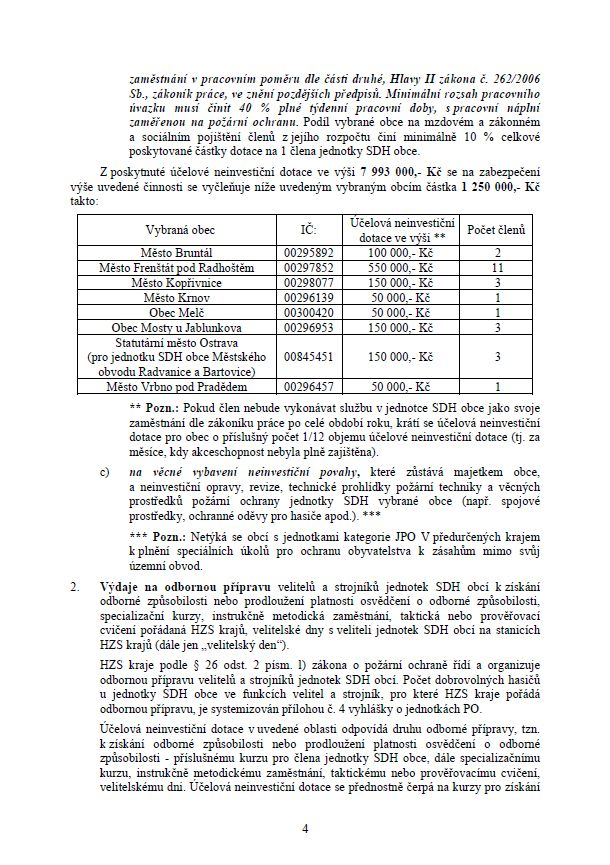 zaměstnání v pracovním poměru dle části druhé, Hlavy II zákona č. 262/2006
Sb., zákoník práce, ve znění pozdějších předpisů. Minimální rozsah pracovního
úvazku musí činit 40 % plné týdenní pracovní doby, s pracovní náplní
zaměřenou na požární ochranu. Podíl vybrané obce na mzdovém a zákonném
a sociálním pojištění členů z jejího rozpočtu činí minimálně 10 % celkové
poskytované částky dotace na 1 člena jednotky SDH obce.
Z poskytnuté účelové neinvestiční dotace ve výši 7 993 000,- Kč se na zabezpečení
výše uvedené činnosti se vyčleňuje níže uvedeným vybraným obcím částka 1 250 000,- Kč
takto:
Vybraná obec IČ: Účelová neinvestiční dotace ve výši ** Počet členů
Město Bruntál 00295892 100 000,- Kč 2
Město Frenštát pod Radhoštěm 00297852 550 000,- Kč 11
Město Kopřivnice 00298077 150 000,- Kč 3
Město Krnov 00296139 50 000,- Kč 1
Obec Melč 00300420 50 000,- Kč 1
Obec Mosty u Jablunkova 00296953 150 000,- Kč 3
Statutární město Ostrava
(pro jednotku SDH obce Městského 00845451 150 000,- Kč 3
obvodu Radvanice a Bartovice)
Město Vrbno pod Pradědem 00296457 50 000,- Kč 1
** Pozn.: Pokud člen nebude vykonávat službu v jednotce SDH obce jako svoje
zaměstnání dle zákoníku práce po celé období roku, krátí se účelová neinvestiční
dotace pro obec o příslušný počet 1/12 objemu účelové neinvestiční dotace (tj. za
měsíce, kdy akceschopnost nebyla plně zajištěna).
c) na věcné vybavení neinvestiční povahy, které zůstává majetkem obce,
a neinvestiční opravy, revize, technické prohlídky požární techniky a věcných
prostředků požární ochrany jednotky SDH vybrané obce (např. spojové
prostředky, ochranné oděvy pro hasiče apod.). ***
*** Pozn.: Netýká se obcí s jednotkami kategorie JPO V předurčených krajem
k plnění speciálních úkolů pro ochranu obyvatelstva k zásahům mimo svůj
územní obvod.
2. Výdaje na odbornou přípravu velitelů a strojníků jednotek SDH obcí k získání
odborné způsobilosti nebo prodloužení platnosti osvědčení o odborné způsobilosti,
specializační kurzy, instrukčně metodická zaměstnání, taktická nebo prověřovací
cvičení pořádaná HZS krajů, velitelské dny s veliteli jednotek SDH obcí na stanicích
HZS krajů (dále jen „velitelský den“).
HZS kraje podle § 26 odst. 2 písm. l) zákona o požární ochraně řídí a organizuje
odbornou přípravu velitelů a strojníků jednotek SDH obcí. Počet dobrovolných hasičů
u jednotky SDH obce ve funkcích velitel a strojník, pro které HZS kraje pořádá
odbornou přípravu, je systemizován přílohou č. 4 vyhlášky o jednotkách PO.
Účelová neinvestiční dotace v uvedené oblasti odpovídá druhu odborné přípravy, tzn.
k získání odborné způsobilosti nebo prodloužení platnosti osvědčení o odborné
způsobilosti - příslušnému kurzu pro člena jednotky SDH obce, dále specializačnímu
kurzu, instrukčně metodickému zaměstnání, taktickému nebo prověřovacímu cvičení,
velitelskému dni. Účelová neinvestiční dotace se přednostně čerpá na kurzy pro získání
4